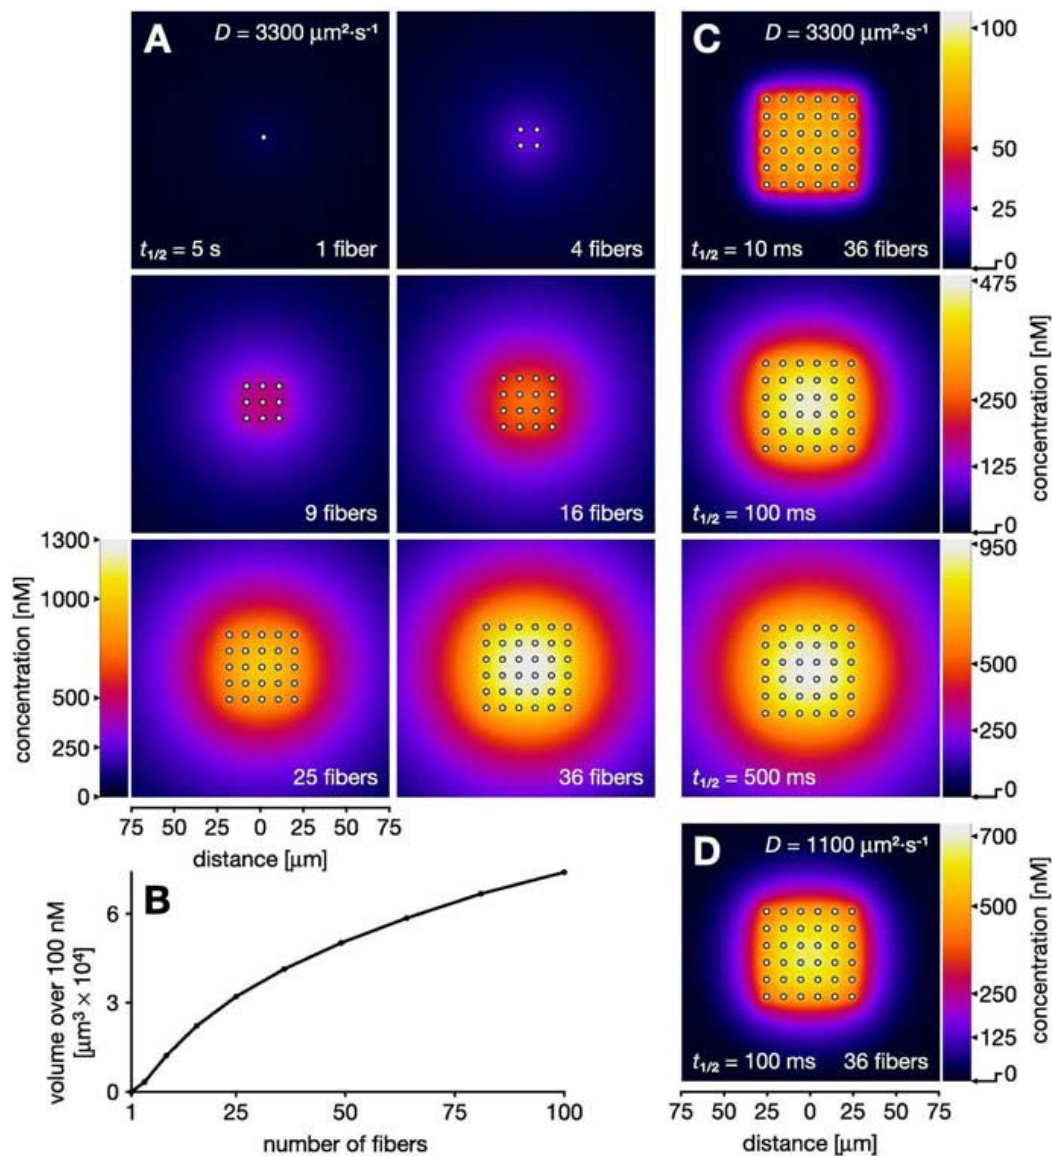 A
D = 3300 μm²·s⁻¹
t1/2 = 5 s
1 fiber
4 fibers
9 fibers
16 fibers
25 fibers
36 fibers
1300
1000
500
250
0
concentration [nM]
75 50 25 0 25 50 75
distance [μm]
B
6
3
0
volume over 100 nM
[μm³ × 10⁴]
1 25 50 75 100
number of fibers
C
D = 3300 μm²·s⁻¹
t1/2 = 10 ms
36 fibers
100
50
25
0
t1/2 = 100 ms
475
250
125
0
concentration [nM]
t1/2 = 500 ms
950
500
250
0
D
D = 1100 μm²·s⁻¹
t1/2 = 100 ms
36 fibers
700
500
250
125
0
concentration [nM]
75 50 25 0 25 50 75
distance [μm]